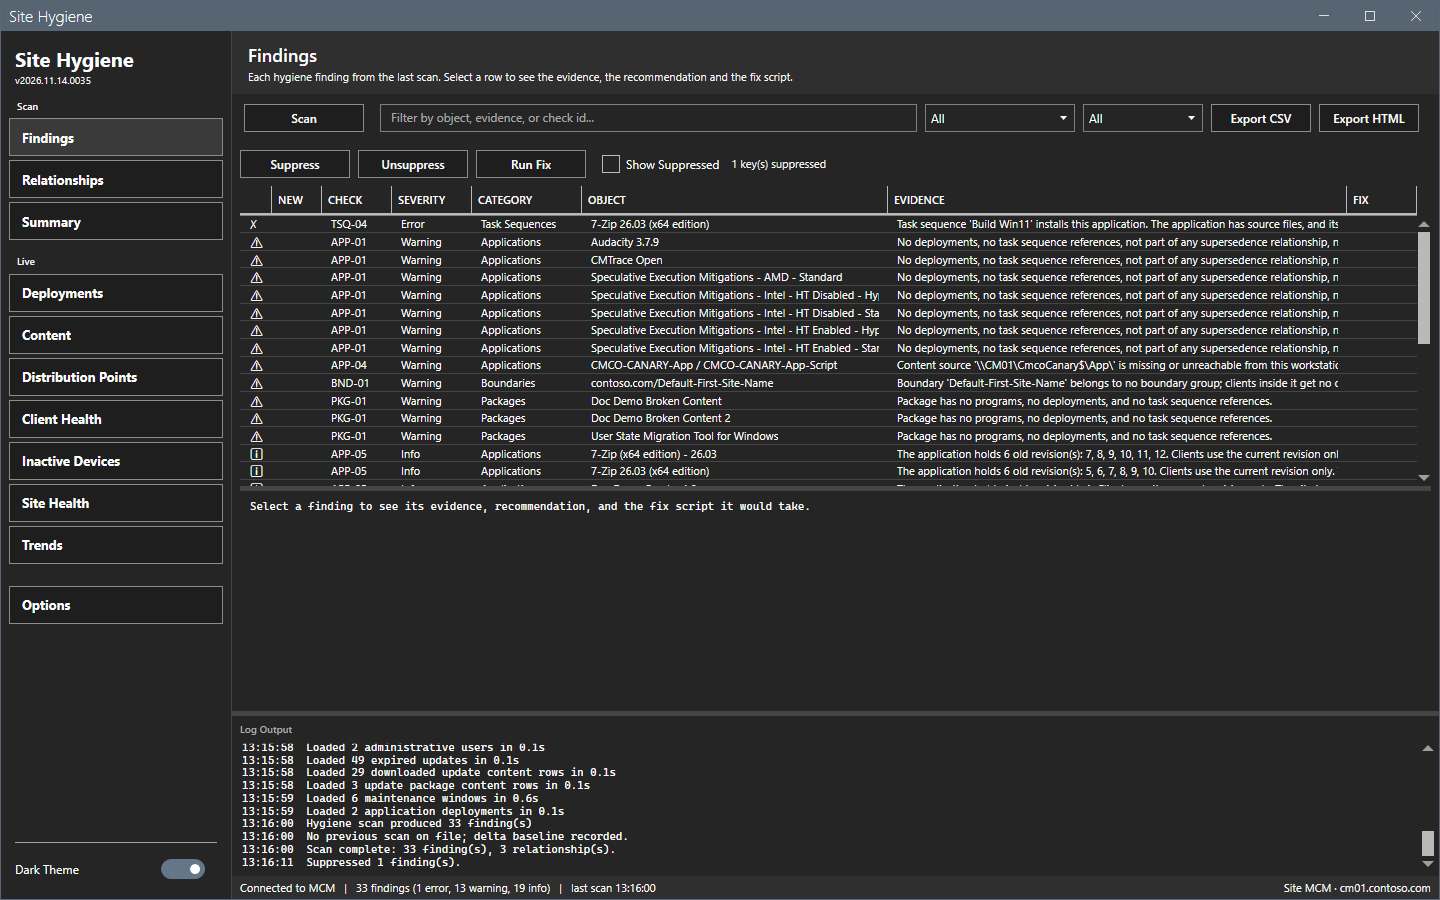 Site Hygiene
Site Hygiene
v2026.11.14.0035
Scan
Findings
Relationships
Summary
Live
Deployments
Content
Distribution Points
Client Health
Inactive Devices
Site Health
Trends
Options
Dark Theme
Findings
Each hygiene finding from the last scan. Select a row to see the evidence, the recommendation and the fix script.
Scan Filter by object, evidence, or check id... All All Export CSV Export HTML
Suppress Unsuppress Run Fix Show Suppressed 1 key(s) suppressed
NEW CHECK SEVERITY CATEGORY OBJECT EVIDENCE FIX
X TSQ-04 Error Task Sequences 7-Zip 26.03 (x64 edition) Task sequence 'Build Win11' installs this application. The application has source files, and its
APP-01 Warning Applications Audacity 3.7.9 No deployments, no task sequence references, not part of any supersedence relationship, n
APP-01 Warning Applications CMTrace Open No deployments, no task sequence references, not part of any supersedence relationship, n
APP-01 Warning Applications Speculative Execution Mitigations - AMD - Standard No deployments, no task sequence references, not part of any supersedence relationship, n
APP-01 Warning Applications Speculative Execution Mitigations - Intel - HT Disabled - Hy No deployments, no task sequence references, not part of any supersedence relationship, n
APP-01 Warning Applications Speculative Execution Mitigations - Intel - HT Disabled - Sta No deployments, no task sequence references, not part of any supersedence relationship, n
APP-01 Warning Applications Speculative Execution Mitigations - Intel - HT Enabled - Hyp No deployments, no task sequence references, not part of any supersedence relationship, n
APP-01 Warning Applications Speculative Execution Mitigations - Intel - HT Enabled - Star No deployments, no task sequence references, not part of any supersedence relationship, n
APP-04 Warning Applications CMCO-CANARY-App / CMCO-CANARY-App-Script Content source '\\CM01\CmcoCanary$\App\' is missing or unreachable from this workstatic
BND-01 Warning Boundaries contoso.com/Default-First-Site-Name Boundary 'Default-First-Site-Name' belongs to no boundary group; clients inside it get no c
PKG-01 Warning Packages Doc Demo Broken Content Package has no programs, no deployments, and no task sequence references.
PKG-01 Warning Packages Doc Demo Broken Content 2 Package has no programs, no deployments, and no task sequence references.
PKG-01 Warning Packages User State Migration Tool for Windows Package has no programs, no deployments, and no task sequence references.
APP-05 Info Applications 7-Zip (x64 edition) - 26.03 The application holds 6 old revision(s): 7, 8, 9, 10, 11, 12. Clients use the current revision onl
APP-05 Info Applications 7-Zip 26.03 (x64 edition) The application holds 6 old revision(s): 5, 6, 7, 8, 9, 10. Clients use the current revision only.
Select a finding to see its evidence, recommendation, and the fix script it would take.
Log Output
13:15:58 Loaded 2 administrative users in 0.1s
13:15:58 Loaded 49 expired updates in 0.1s
13:15:58 Loaded 29 downloaded update content rows in 0.1s
13:15:58 Loaded 3 update package content rows in 0.1s
13:15:59 Loaded 6 maintenance windows in 0.6s
13:15:59 Loaded 2 application deployments in 0.1s
13:16:00 Hygiene scan produced 33 finding(s)
13:16:00 No previous scan on file; delta baseline recorded.
13:16:00 Scan complete: 33 finding(s), 3 relationship(s).
13:16:11 Suppressed 1 finding(s).
Connected to MCM | 33 findings (1 error, 13 warning, 19 info) | last scan 13:16:00
Site MCM · cm01.contoso.com